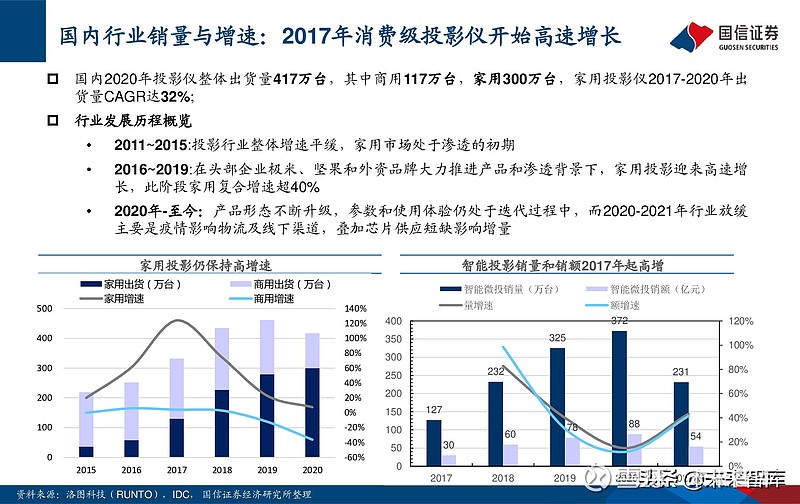 国内行业销量与增速：2017年消费级投影仪开始高速增长
国信证券
GUOSEN SECURITIES
国内2020年投影仪整体出货量417万台，其中商用117万台，家用300万台，家用投影仪2017-2020年出
货量CAGR达32%;
行业发展历程概览
2011~2015:投影行业整体增速平缓，家用市场处于渗透的初期
2016~2019:在头部企业极米、坚果和外资品牌大力推进产品和渗透背景下，家用投影迎来高速增
长，此阶段家用复合增速超40%
2020年-至今：产品形态不断升级，参数和使用体验仍处于迭代过程中，而2020-2021年行业放缓
主要是疫情影响物流及线下渠道，叠加芯片供应短缺影响增量
家用投影仍保持高增速
家用出货（万台） 商用出货（万台）
家用增速 商用增速
500 140%
120%
400 100%
80%
300 60%
40%
200 20%
0%
100 -20%
-40%
0 -60%
2015 2016 2017 2018 2019 2020
智能投影销量和销额2017年起高增
智能微投销量（万台） 智能微投销额（亿元）
量增速 额增速
400 120%
350 100%
300 80%
250
200 60%
150 40%
100
50 20%
0 0%
127 232 325 372 231
30 60 78 88 54
2017 2018 2019
资料来源：洛图科技（RUNTO），IDC，国信证券经济研究所整理